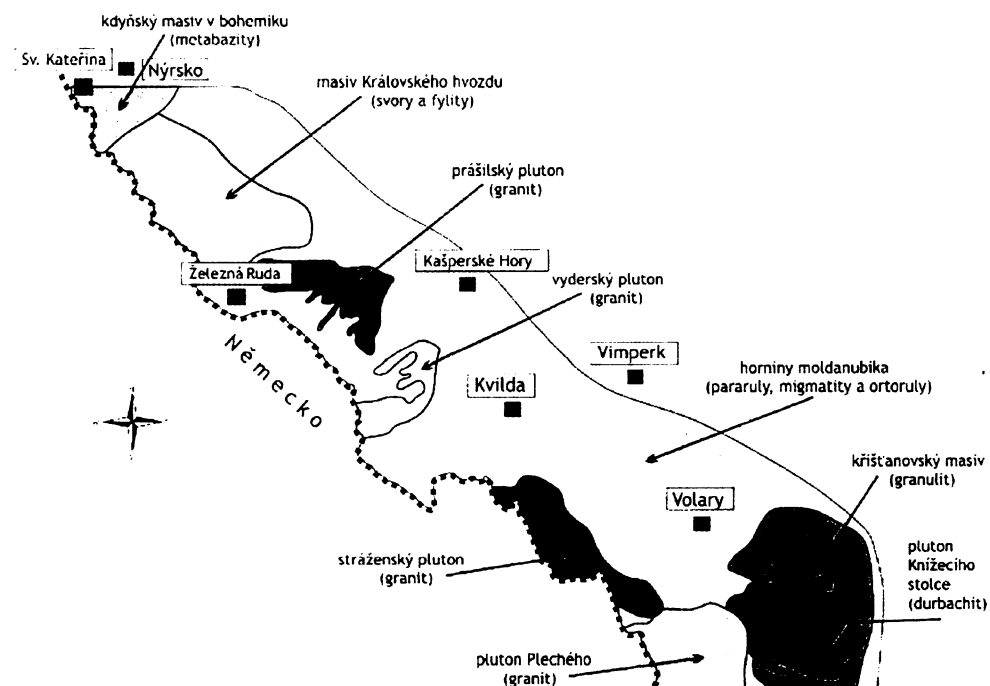 kdyňský masiv v bohemiku
(metabazity)
Sv. Kateřina
Nýrsko
masiv Královského hvozdu
(svory a fylity)
prášilský pluton
(granit)
Železná Ruda
Kašperské Hory
vyderský pluton
(granit)
Německo
Vimperk
Kvilda
horniny moldanubika
(pararuly, migmatity a ortoruly)
křišťanovský masiv
(granulit)
Volary
stráženský pluton
(granit)
pluton
Knížecího
stolce
(durbachit)
pluton Plechého
(granit)